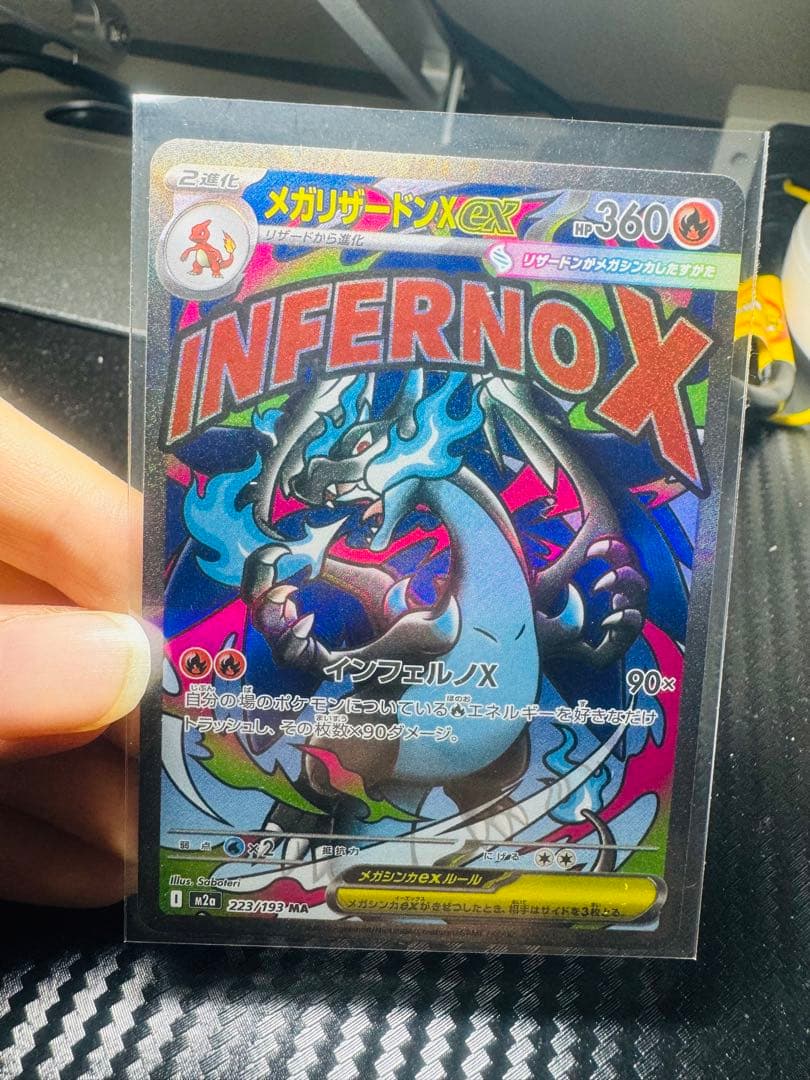 2進化
メガリザードンXex
HP360
リザードから進化
リザードンがメガシンカしたすがた
INFERNO X
インフェルノX 90×
自分の場のポケモンについている エネルギーを好きなだけ
トラッシュし、その枚数×90ダメージ。
弱点 ×2 抵抗力 にげる
メガシンカexルール
メガシンカexがきぜつしたとき、相手はサイドを3枚とる。
Illus. Saboteri
I m2a 223/193 MA